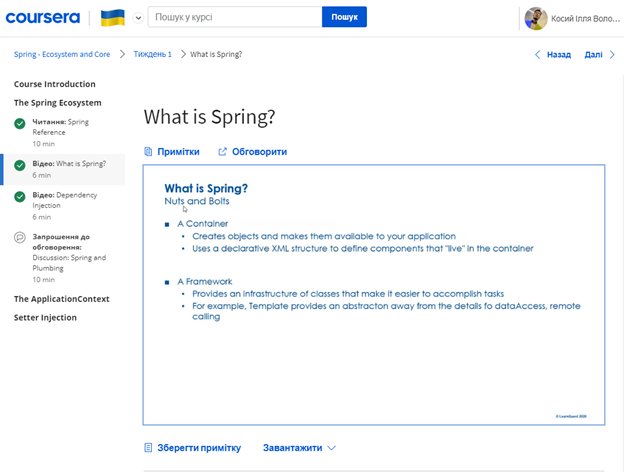 coursera
Пошук у курсі
Пошук
Косий Ілля Воло...
Spring - Ecosystem and Core
Тиждень 1
What is Spring?
Назад
Далі
Course Introduction
The Spring Ecosystem
Читання: Spring
Reference
10 min
Відео: What is Spring?
6 min
Відео: Dependency
Injection
6 min
Запрошення до
обговорення:
Discussion: Spring and
Plumbing
10 min
The ApplicationContext
Setter Injection
What is Spring?
Примітки
Обговорити
What is Spring?
Nuts and Bolts
A Container
Creates objects and makes them available to your application
Uses a declarative XML structure to define components that "live" in the container
A Framework
Provides an infrastructure of classes that make it easier to accomplish tasks
For example, Template provides an abstracton away from the details fo dataAccess, remote
calling
© LearnQuest 2020
Зберегти примітку
Завантажити